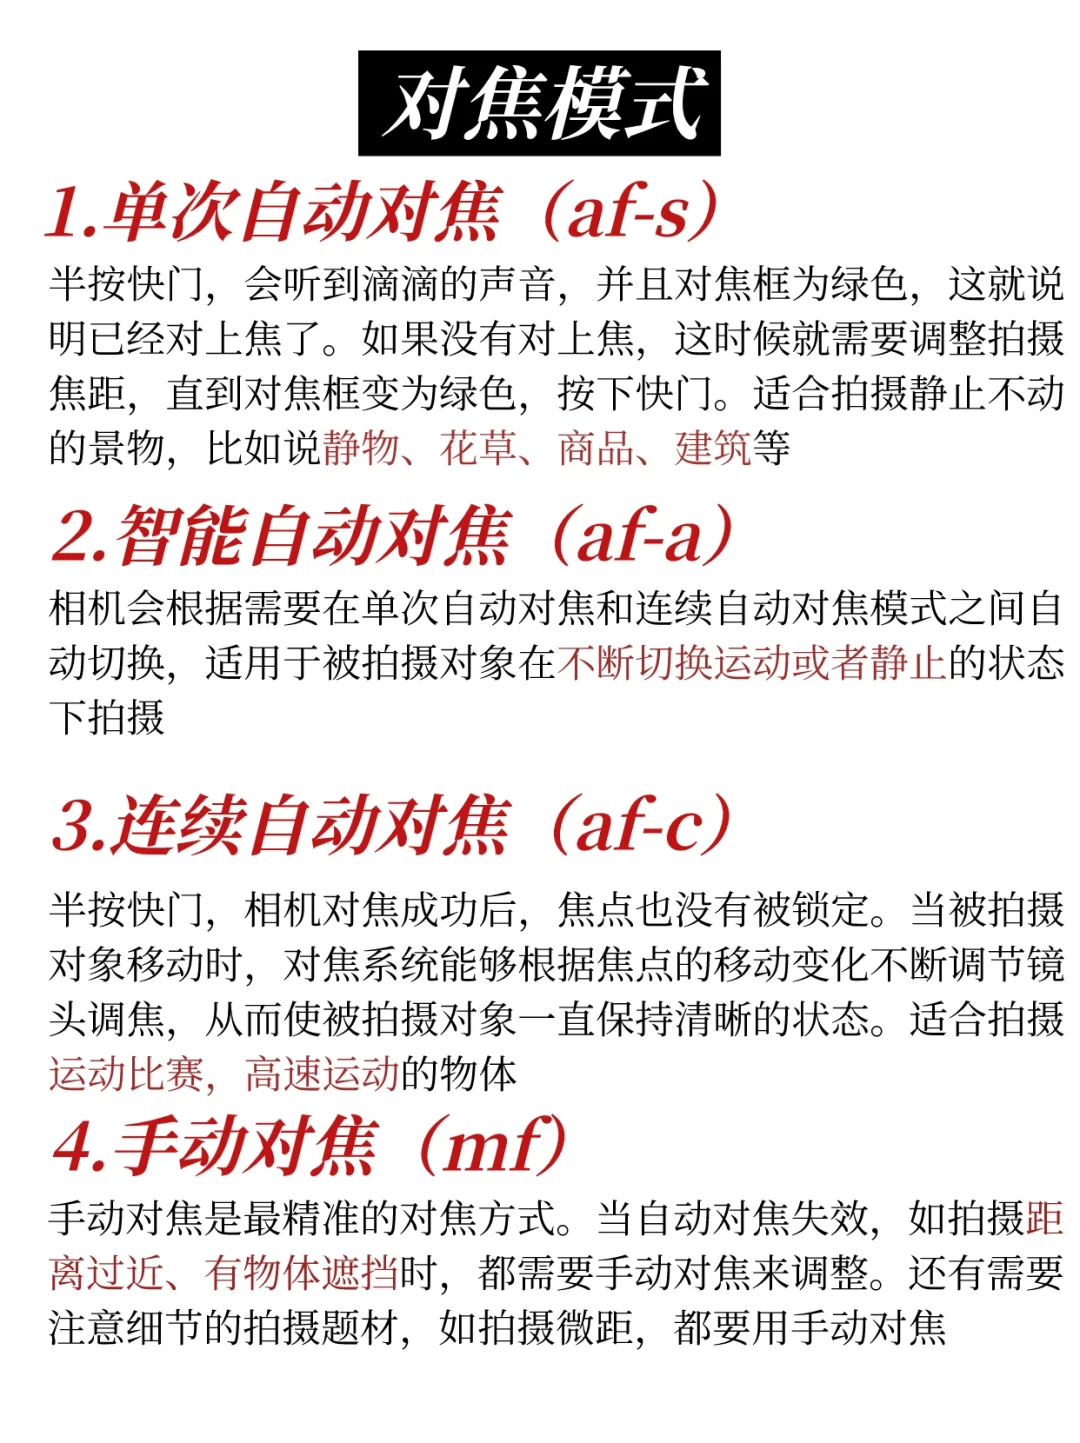 对焦模式
1.单次自动对焦（af-s）
半按快门，会听到滴滴的声音，并且对焦框为绿色，这就说
明已经对上焦了。如果没有对上焦，这时候就需要调整拍摄
焦距，直到对焦框变为绿色，按下快门。适合拍摄静止不动
的景物，比如说静物、花草、商品、建筑等
2.智能自动对焦（af-a）
相机会根据需要在单次自动对焦和连续自动对焦模式之间自
动切换，适用于被拍摄对象在不断切换运动或者静止的状态
下拍摄
3.连续自动对焦（af-c）
半按快门，相机对焦成功后，焦点也没有被锁定。当被拍摄
对象移动时，对焦系统能够根据焦点的移动变化不断调节镜
头调焦，从而使被拍摄对象一直保持清晰的状态。适合拍摄
运动比赛，高速运动的物体
4.手动对焦（mf）
手动对焦是最精准的对焦方式。当自动对焦失效，如拍摄距
离过近、有物体遮挡时，都需要手动对焦来调整。还有需要
注意细节的拍摄题材，如拍摄微距，都要用手动对焦